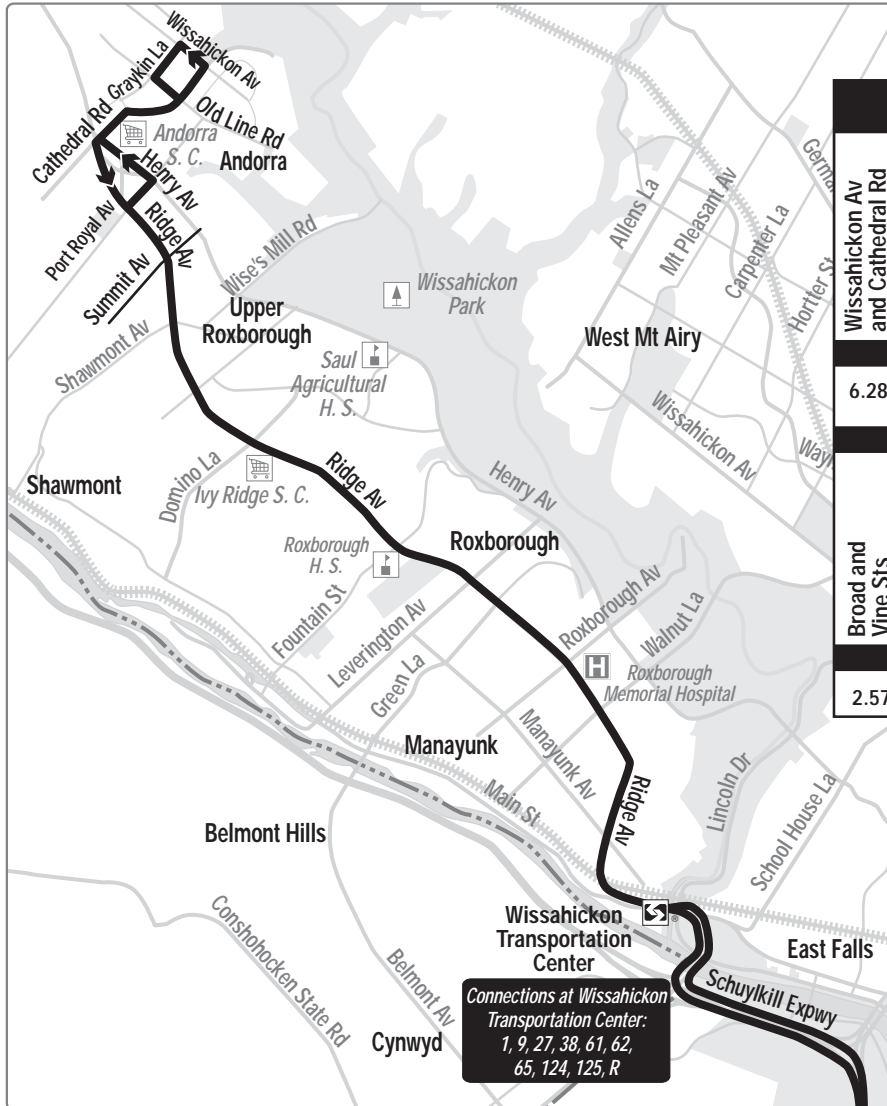 Wissahickon Av
Graykin La
Cathedral Rd
Old Line Rd
Andorra
S. C.
Andorra
Henry Av
Port Royal Av
Ridge Av
Summit Av
Wise's Mill Rd
Upper
Roxborough
Shawmont Av
Wissahickon
Park
Saul
Agricultural
H. S.
Allens La
Mt Pleasant Av
Carpenter La
Hortter St
West Mt Airy
Wissahickon Av
Shawmont
Domino La
Ivy Ridge S. C.
Ridge Av
Henry Av
Roxborough
H. S.
Roxborough
Fountain St
Leverington Av
Green La
Roxborough Av
Walnut La
H
Roxborough
Memorial Hospital
Manayunk
Manayunk Av
Main St
Ridge Av
Lincoln Dr
School House La
Belmont Hills
Wissahickon
Transportation
Center
®
East Falls
Schuylkill Expwy
Conshohocken State Rd
Belmont Av
Cynwyd
Connections at Wissahickon
Transportation Center:
1, 9, 27, 38, 61, 62,
65, 124, 125, R
Wissahickon Av
and Cathedral Rd
6.28
Broad and
Vine Sts
2.57